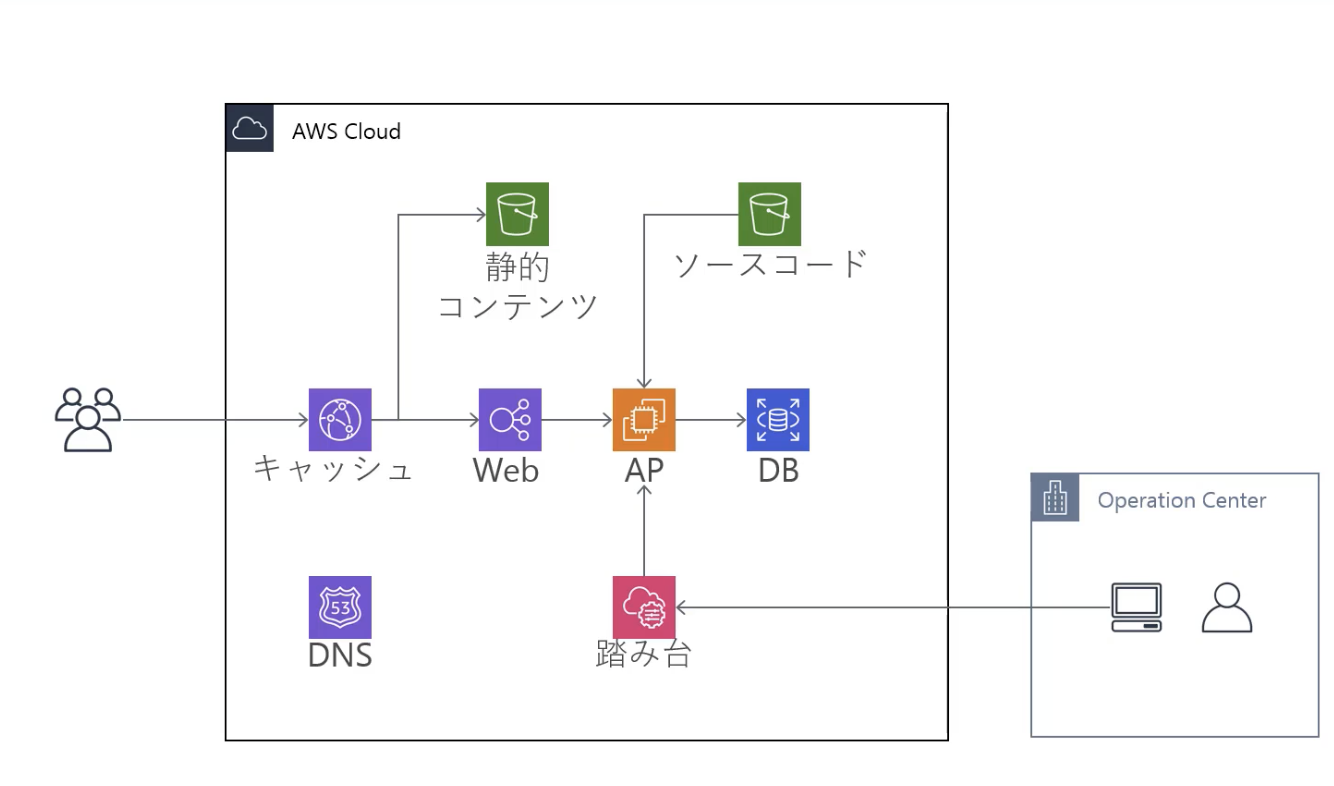 AWS Cloud
静的
コンテンツ
ソースコード
キャッシュ
Web
AP
DB
Operation Center
53
DNS
踏み台